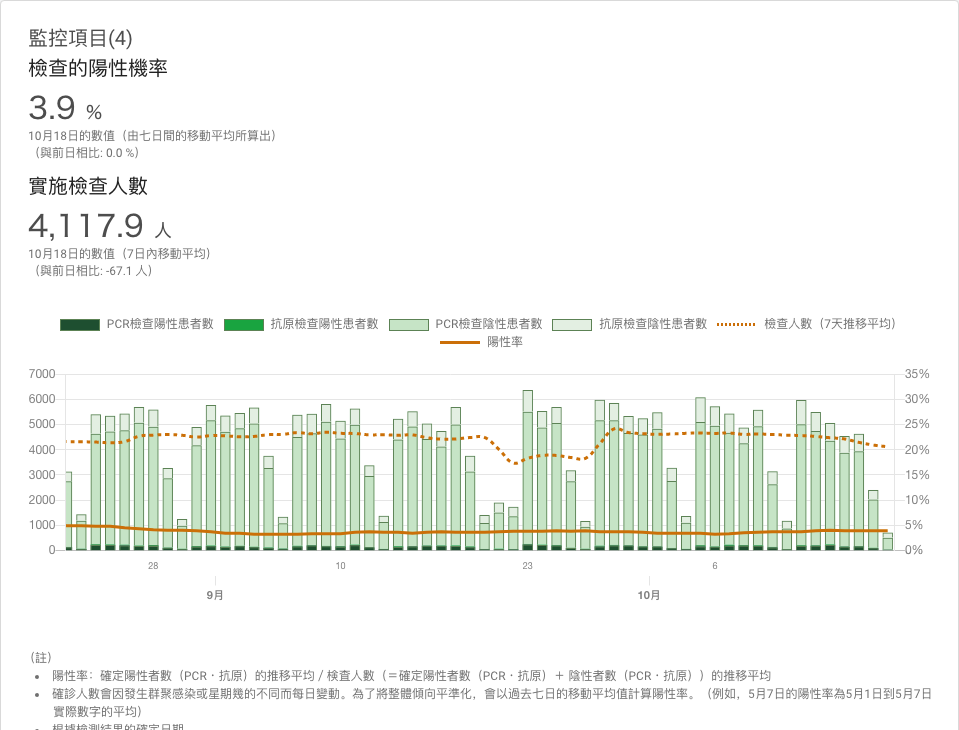 監控項目(4)
檢查的陽性機率
3.9 %
10月18日的數值（由七日間的移動平均所算出）
（與前日相比: 0.0 %）
實施檢查人數
4,117.9 人
10月18日的數值（7日內移動平均）
（與前日相比: -67.1 人）
PCR檢查陽性患者數 抗原檢查陽性患者數 PCR檢查陰性患者數 抗原檢查陰性患者數 檢查人數（7天推移平均）
陽性率
7000 35%
6000 30%
5000 25%
4000 20%
3000 15%
2000 10%
1000 5%
0 0%
28 10 23 6
9月 10月
（註）
陽性率：確定陽性者數（PCR・抗原）的推移平均 / 檢查人數（＝確定陽性者數（PCR・抗原）＋ 陰性者數（PCR・抗原））的推移平均
確診人數會因發生群聚感染或星期幾的不同而每日變動。為了將整體傾向平準化，會以過去七日的移動平均值計算陽性率。（例如，5月7日的陽性率為5月1日到5月7日
實際數字的平均）
根據檢測結果的確定日期